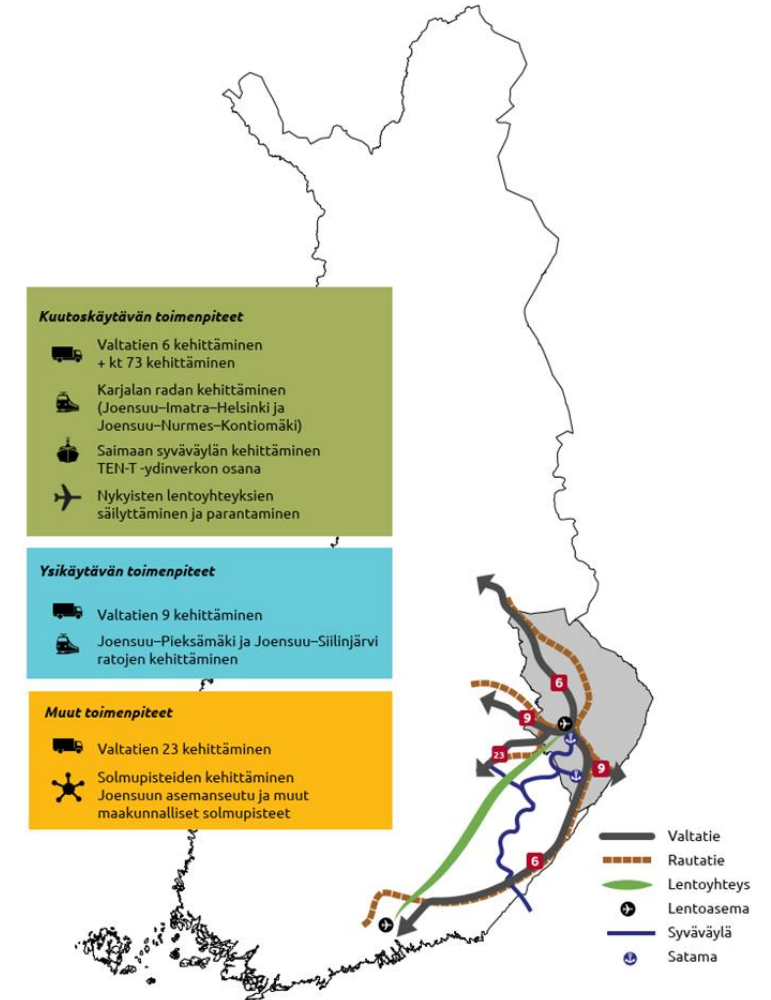 Kuutoskäytävän toimenpiteet
Valtatien 6 kehittäminen
+ kt 73 kehittäminen
Karjalan radan kehittäminen
(Joensuu–Imatra–Helsinki ja
Joensuu–Nurmes–Kontiomäki)
Saimaan syväväylän kehittäminen
TEN-T -ydinverkon osana
Nykyisten lentoyhteyksien
säilyttäminen ja parantaminen
Ysikäytävän toimenpiteet
Valtatien 9 kehittäminen
Joensuu–Pieksämäki ja Joensuu–Siilinjärvi
ratojen kehittäminen
Muut toimenpiteet
Valtatien 23 kehittäminen
Solmupisteiden kehittäminen
Joensuun asemanseutu ja muut
maakunnalliset solmupisteet
6
9
23
9
6
Valtatie
Rautatie
Lentoyhteys
Lentoasema
Syväväylä
Satama